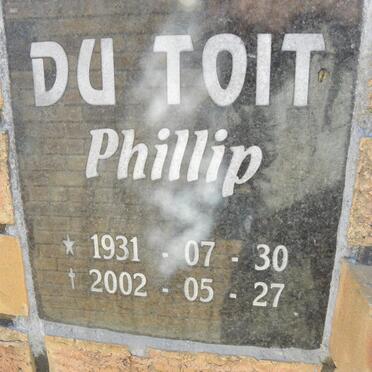 DU TOIT
Phillip
★ 1931 - 07 - 30
† 2002 - 05 - 27